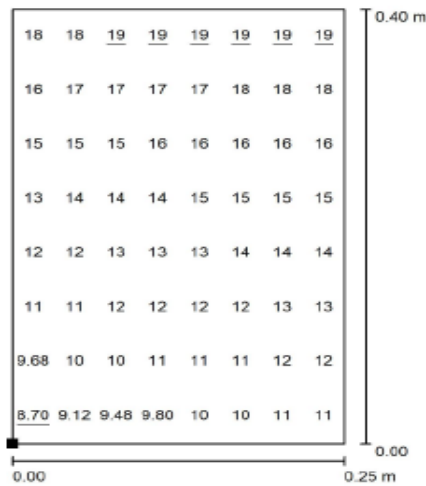 0.40 m
18 18 19 19 19 19 19 19
16 17 17 17 17 18 18 18
15 15 15 16 16 16 16 16
13 14 14 14 15 15 15 15
12 12 13 13 13 14 14 14
11 11 12 12 12 12 13 13
9.68 10 10 11 11 11 12 12
8.70 9.12 9.48 9.80 10 10 11 11
0.00
0.00 0.25 m